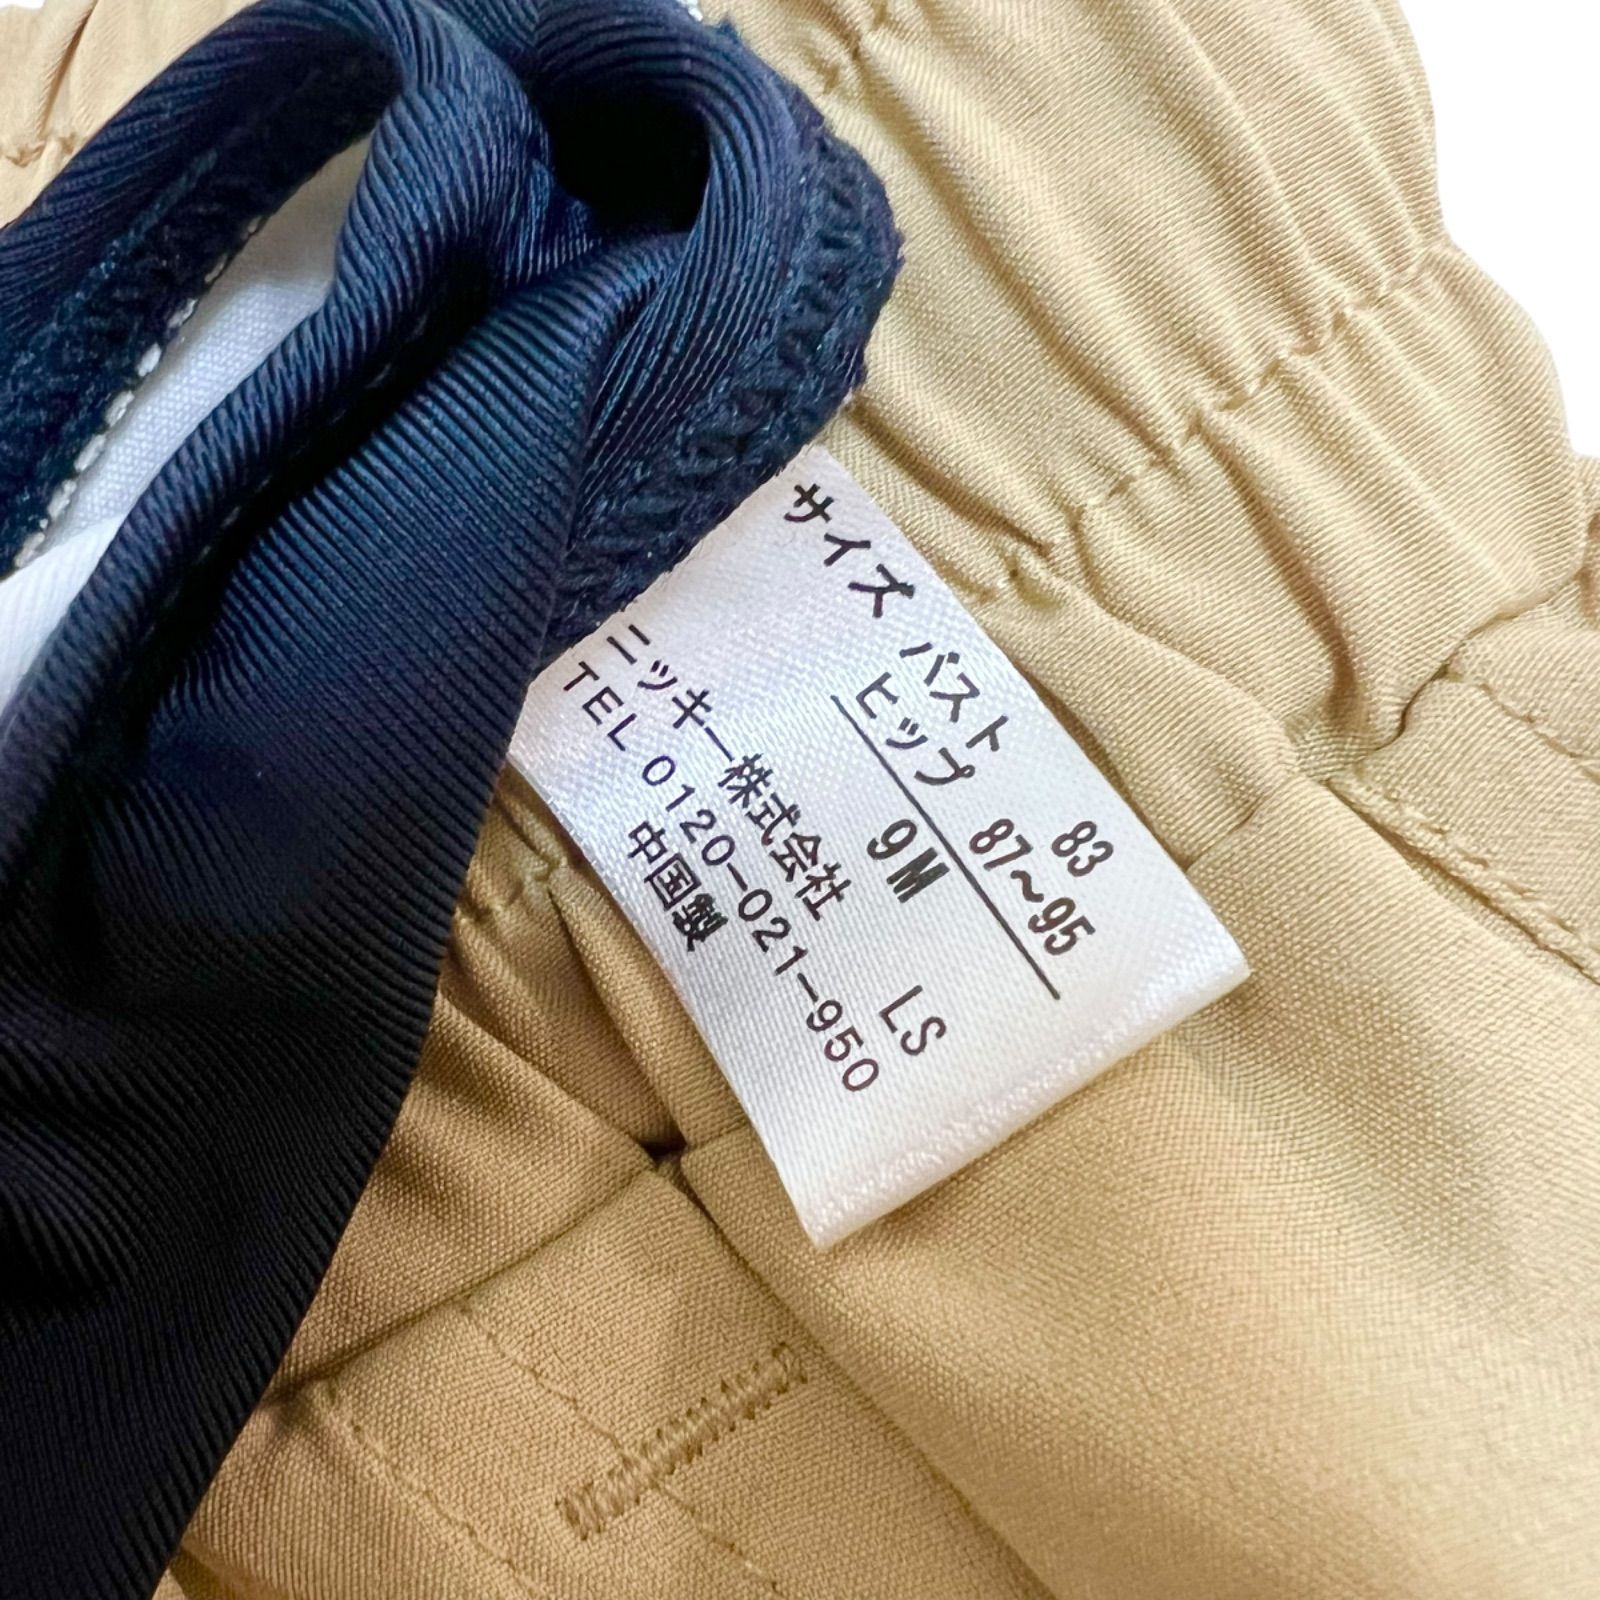 サイズ バスト 83
ヒップ 87～95
9M LS
ニッキー株式会社
TEL 0120-021-950
中国製